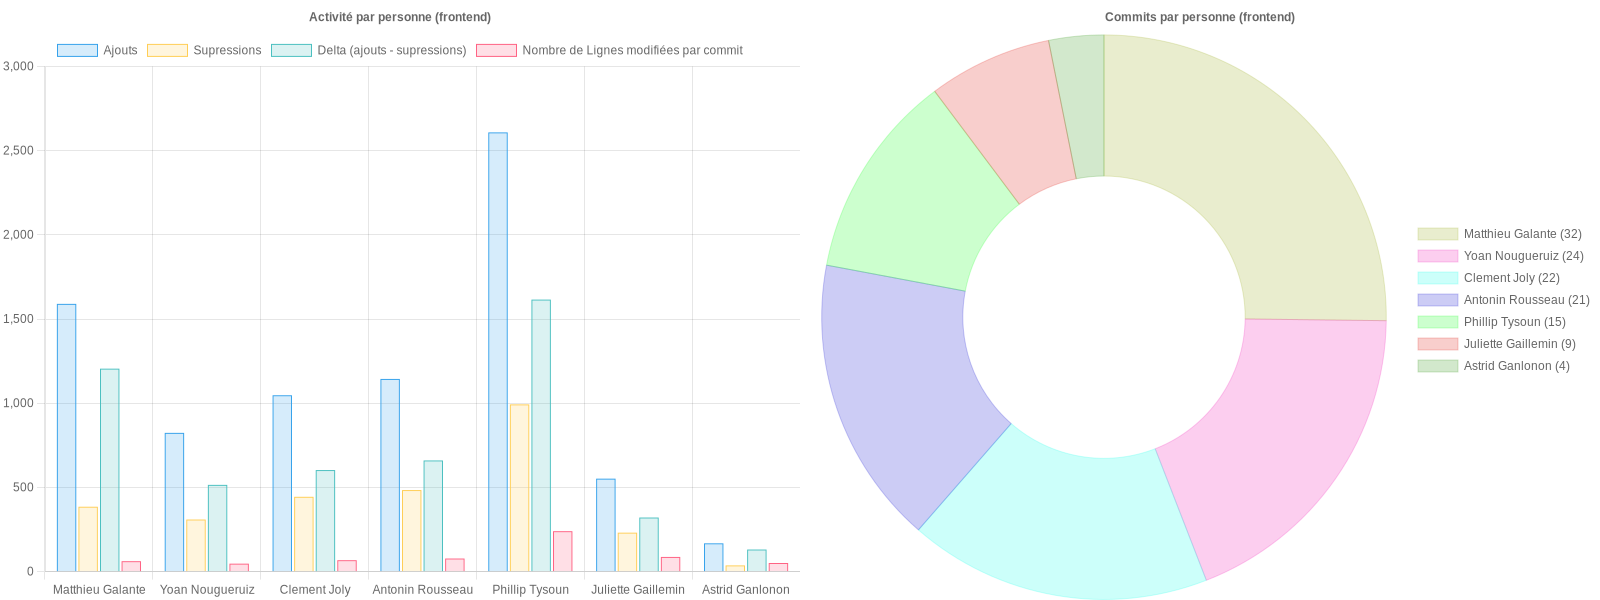 Activité par personne (frontend)
Ajouts Supressions Delta (ajouts - supressions) Nombre de Lignes modifiées par commit
3,000
2,500
2,000
1,500
1,000
500
0
Matthieu Galante Yoan Nougueruiz Clement Joly Antonin Rousseau Phillip Tysoun Juliette Gaillemin Astrid Ganlonon
Commits par personne (frontend)
Matthieu Galante (32)
Yoan Nougueruiz (24)
Clement Joly (22)
Antonin Rousseau (21)
Phillip Tysoun (15)
Juliette Gaillemin (9)
Astrid Ganlonon (4)